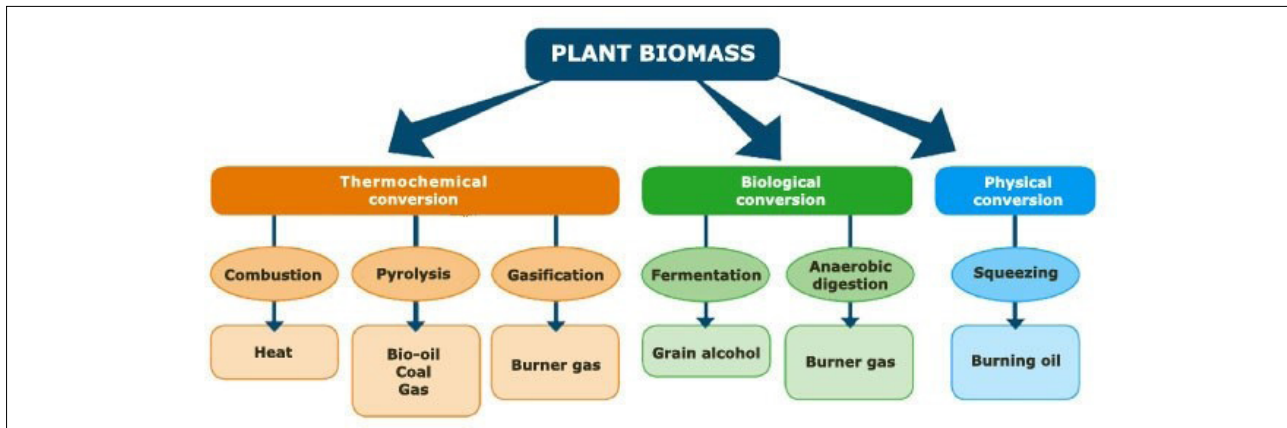 PLANT BIOMASS
Thermochemical
conversion
Biological
conversion
Physical
conversion
Combustion
Pyrolysis
Gasification
Fermentation
Anaerobic
digestion
Squeezing
Heat
Bio-oil
Coal
Gas
Burner gas
Grain alcohol
Burner gas
Burning oil